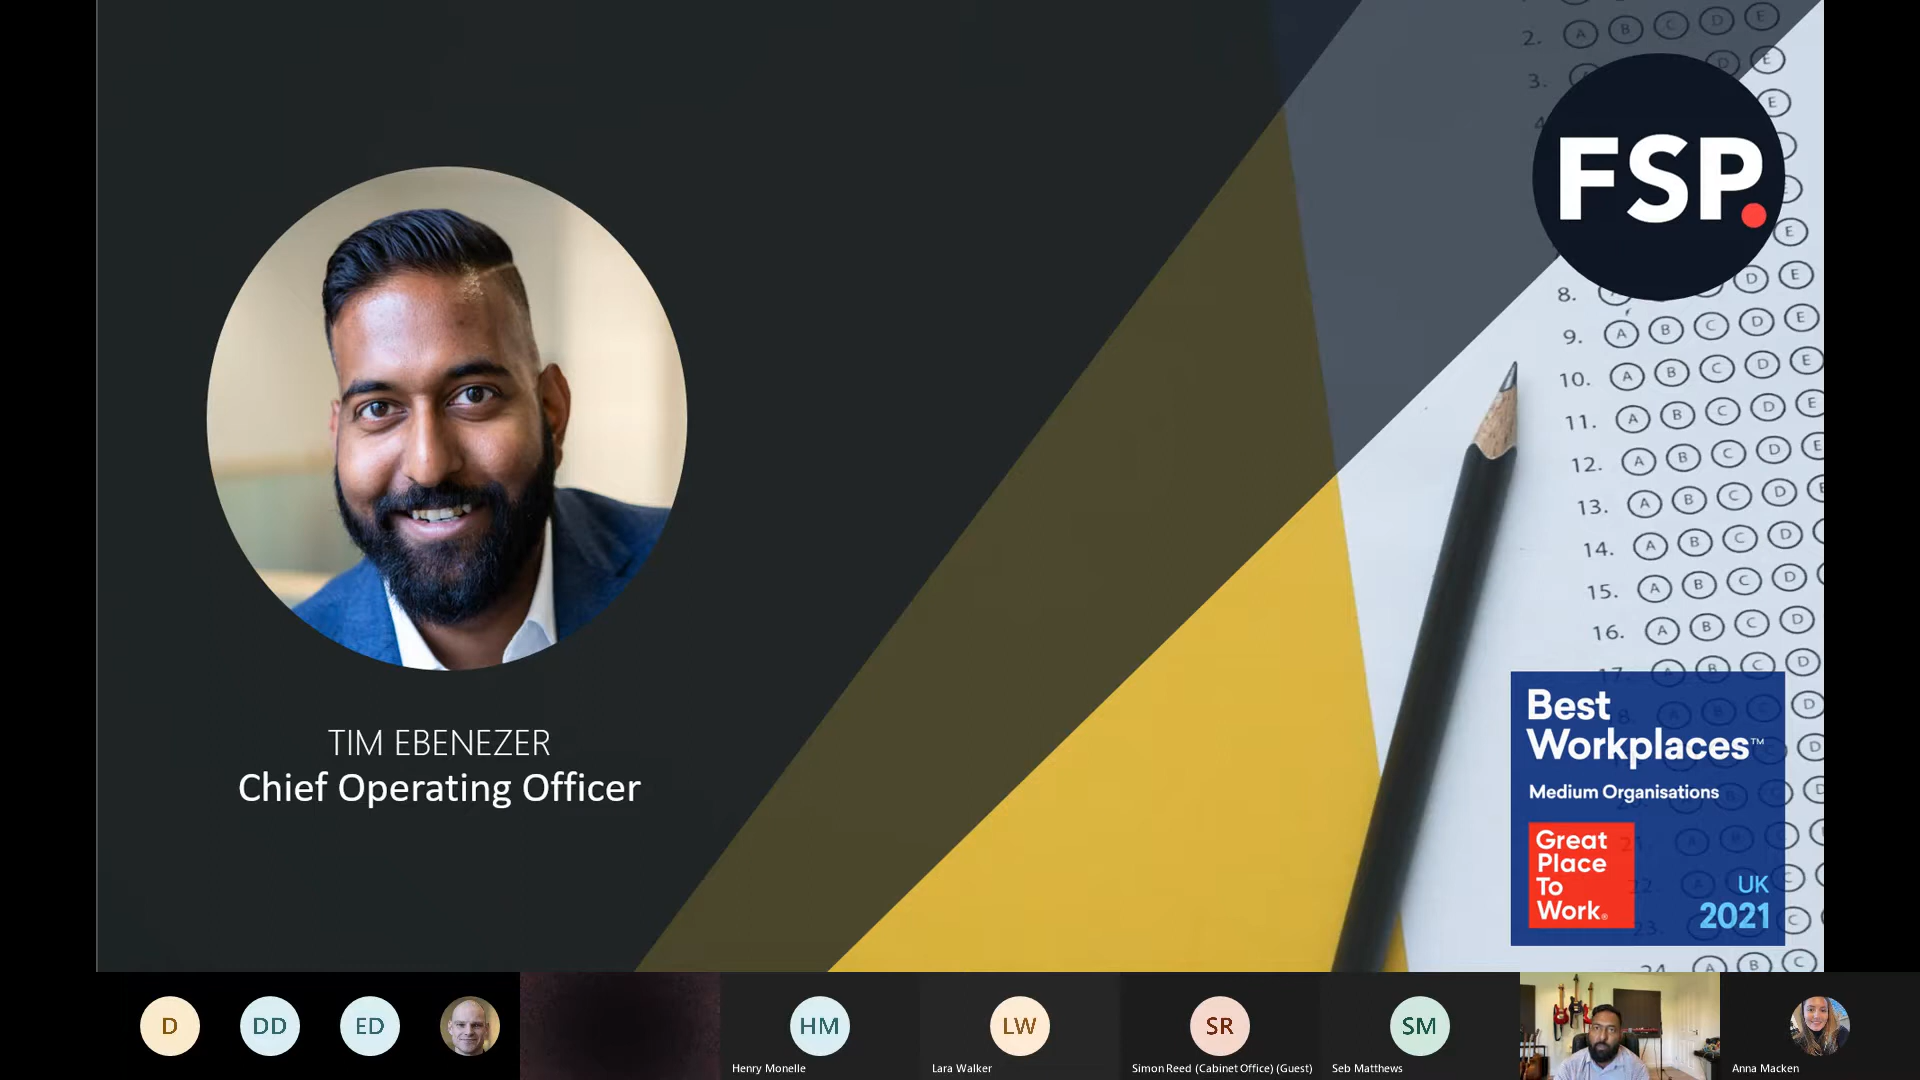 2. A B C D E
3. E
E
FSP.
E
8. D E
9. A B C D E
10. A B C D E
11. A B C D E
12. A B C D E
13. A B C D E
14. A B C D
15. A B C D
16. A B C D
17. A B C D
TIM EBENEZER
Chief Operating Officer
Best
Workplaces™
Medium Organisations
Great
Place
To
Work®
UK
2021
24 A B C
D
DD
ED
HM
LW
SR
SM
Henry Monelle
Lara Walker
Simon Reed (Cabinet Office) (Guest)
Seb Matthews
Anna Macken